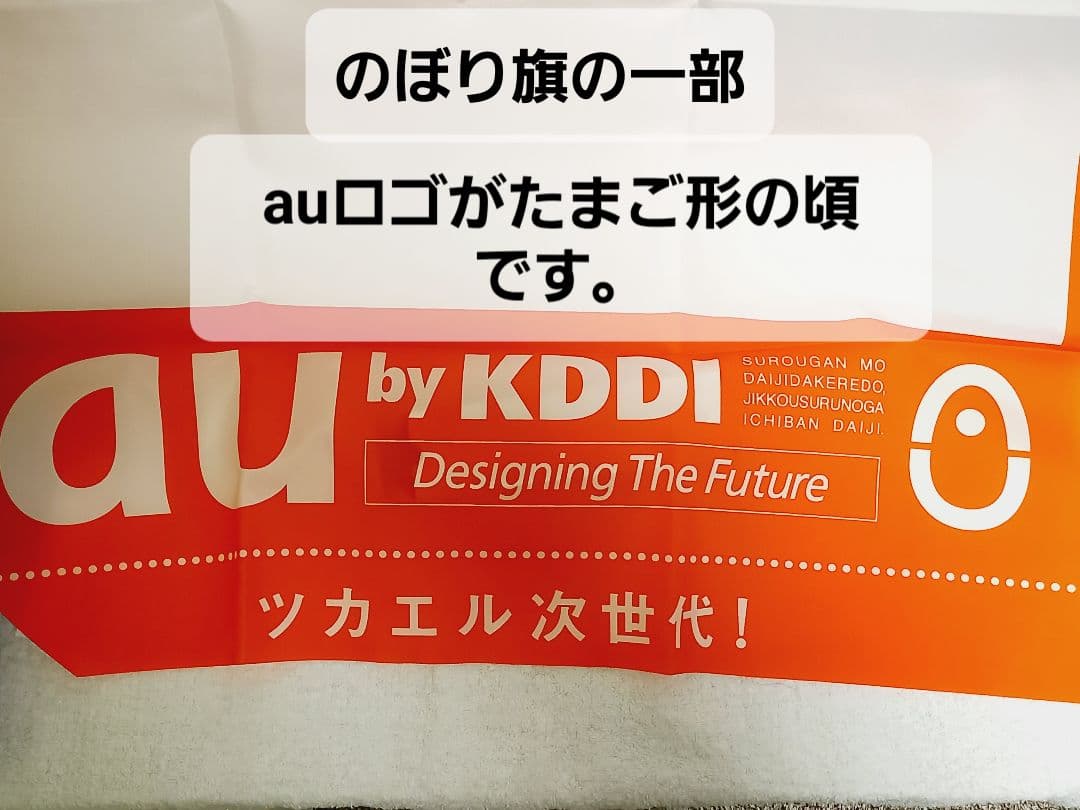 のぼり旗の一部
auロゴがたまご形の頃
です。
au by KDDI
SUROUGAN MO
DAIJIDAKEREDO,
JIKKOUSURUNOGA
ICHIBAN DAIJI.
Designing The Future
ツカエル次世代!